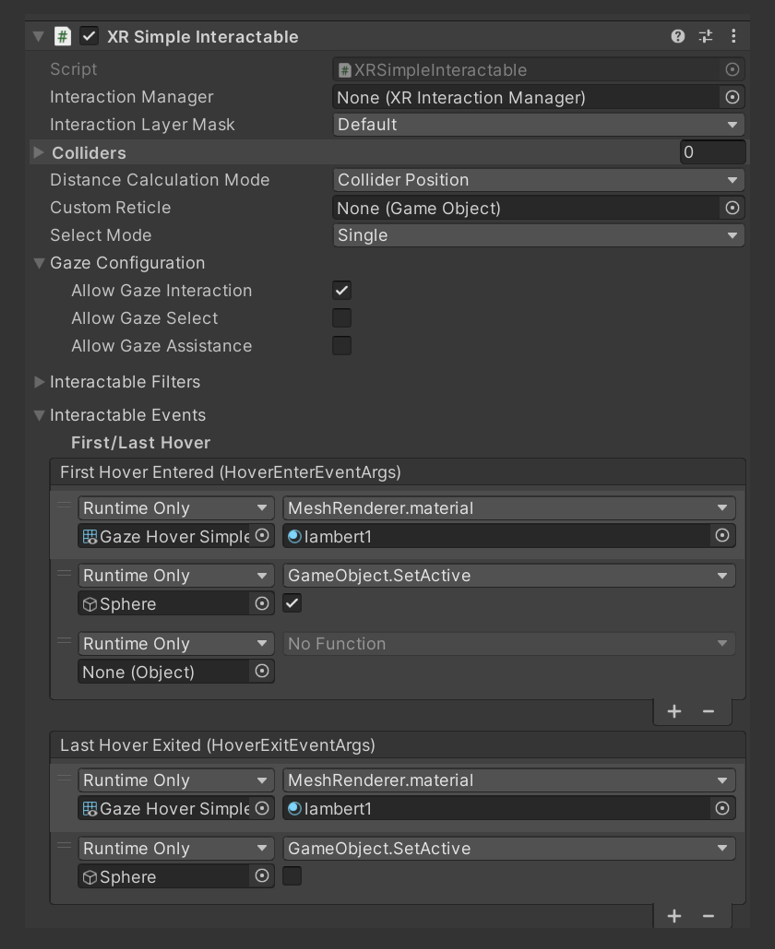 XR Simple Interactable
Script XRSimpleInteractable
Interaction Manager None (XR Interaction Manager)
Interaction Layer Mask Default
Colliders 0
Distance Calculation Mode Collider Position
Custom Reticle None (Game Object)
Select Mode Single
Gaze Configuration
Allow Gaze Interaction
Allow Gaze Select
Allow Gaze Assistance
Interactable Filters
Interactable Events
First/Last Hover
First Hover Entered (HoverEnterEventArgs)
Runtime Only MeshRenderer.material
Gaze Hover Simple lambert1
Runtime Only GameObject.SetActive
Sphere
Runtime Only No Function
None (Object)
+ −
Last Hover Exited (HoverExitEventArgs)
Runtime Only MeshRenderer.material
Gaze Hover Simple lambert1
Runtime Only GameObject.SetActive
Sphere
+ −